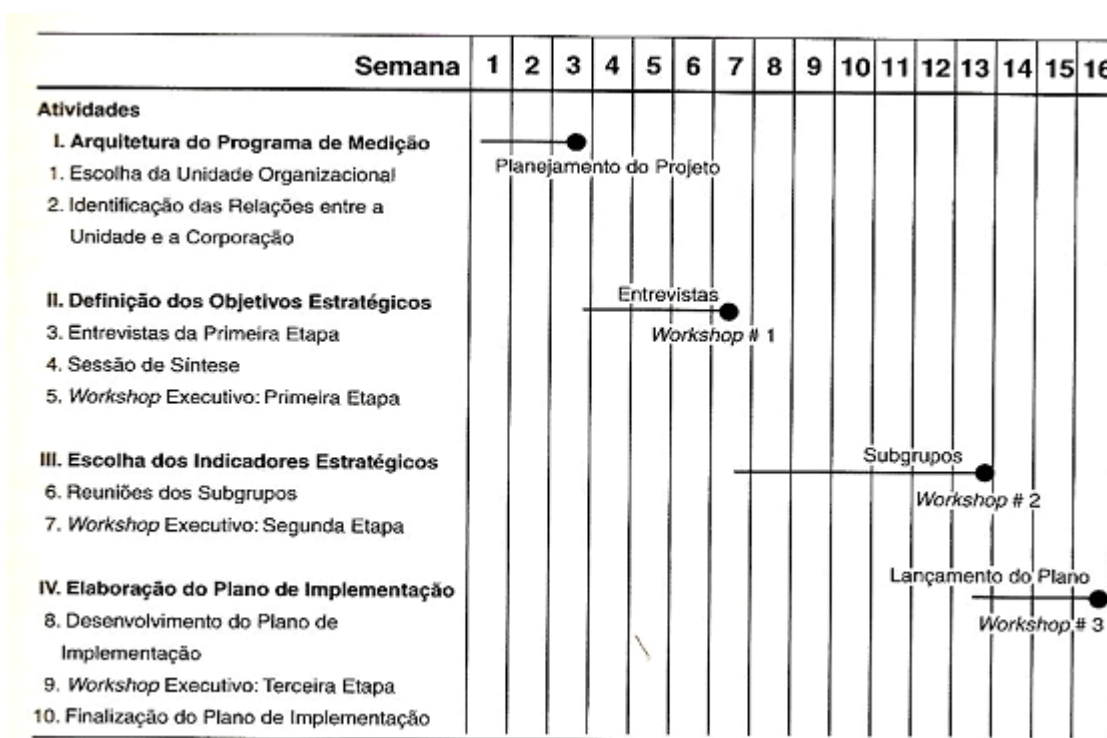 Semana 1 2 3 4 5 6 7 8 9 10 11 12 13 14 15 16
Atividades
I. Arquitetura do Programa de Medição
Planejamento do Projeto
1. Escolha da Unidade Organizacional
2. Identificação das Relações entre a
Unidade e a Corporação
Entrevistas
II. Definição dos Objetivos Estratégicos
3. Entrevistas da Primeira Etapa
Workshop # 1
4. Sessão de Síntese
5. Workshop Executivo: Primeira Etapa
Subgrupos
III. Escolha dos Indicadores Estratégicos
6. Reuniões dos Subgrupos
Workshop # 2
7. Workshop Executivo: Segunda Etapa
Lançamento do Plano
IV. Elaboração do Plano de Implementação
8. Desenvolvimento do Plano de
Workshop # 3
Implementação
9. Workshop Executivo: Terceira Etapa
10. Finalização do Plano de Implementação